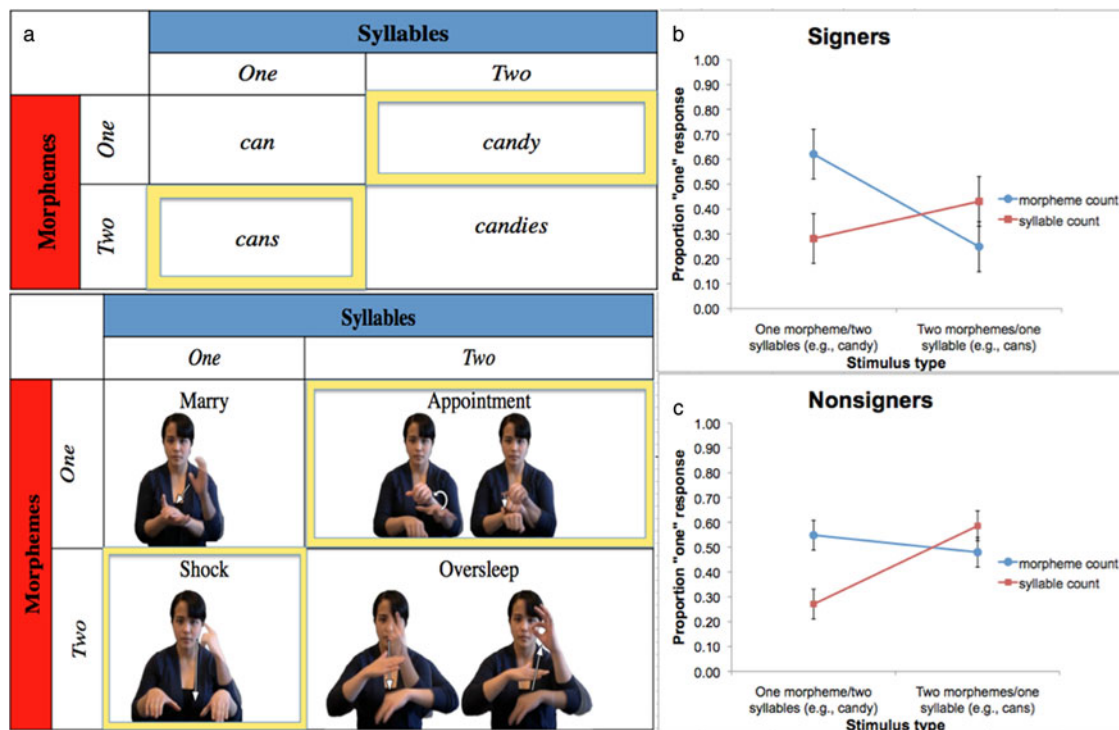 a
Syllables
One Two
Morphemes
One
can candy
Two
cans candies
Syllables
One Two
Morphemes
One
Marry Appointment
Two
Shock Oversleep
b
Signers
Proportion "one" response
1.00
0.90
0.80
0.70
0.60
0.50
0.40
0.30
0.20
0.10
0.00
morpheme count
syllable count
One morpheme/two Two morphemes/one
syllables (e.g., candy) syllable (e.g., cans)
Stimulus type
c
Nonsigners
Proportion "one" response
1.00
0.90
0.80
0.70
0.60
0.50
0.40
0.30
0.20
0.10
0.00
morpheme count
syllable count
One morpheme/two Two morphemes/one
syllables (e.g., candy) syllable (e.g., cans)
Stimulus type